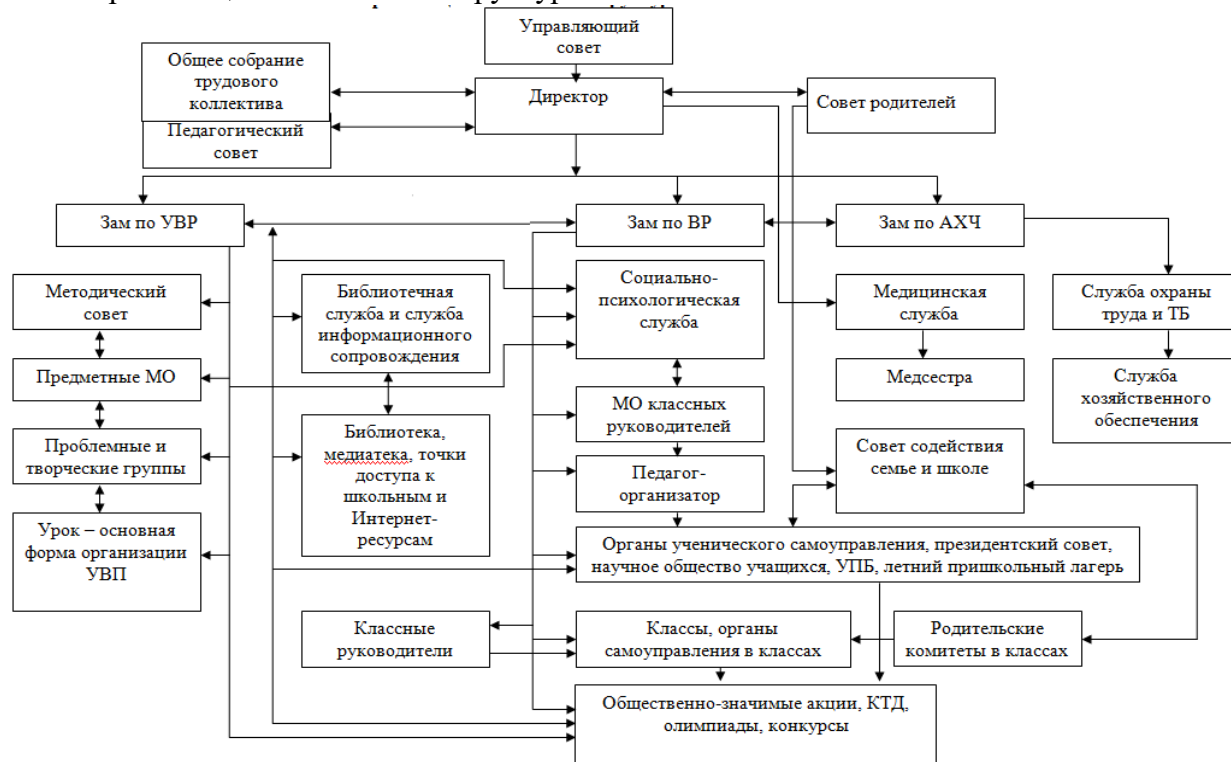 Управляющий
совет
Общее собрание
трудового
коллектива
Директор
Совет родителей
Педагогический
совет
Зам по УВР
Зам по ВР
Зам по АХЧ
Методический
совет
Библиотечная
служба и служба
информационного
сопровождения
Социально-
психологическая
служба
Медицинская
служба
Служба охраны
труда и ТБ
Предметные МО
Медсестра
Служба
хозяйственного
обеспечения
МО классных
руководителей
Проблемные и
творческие группы
Библиотека,
медиатека, точки
доступа к
школьным и
Интернет-
ресурсам
Совет содействия
семье и школе
Педагог-
организатор
Урок – основная
форма организации
УВП
Органы ученического самоуправления, президентский совет,
научное общество учащихся, УПБ, летний пришкольный лагерь
Классные
руководители
Классы, органы
самоуправления в классах
Родительские
комитеты в классах
Общественно-значимые акции, КТД,
олимпиады, конкурсы